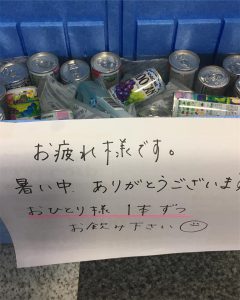 お疲れ様です。
暑い中 ありがとうございま
おひとり様 1本ずつ
お飲み下さい